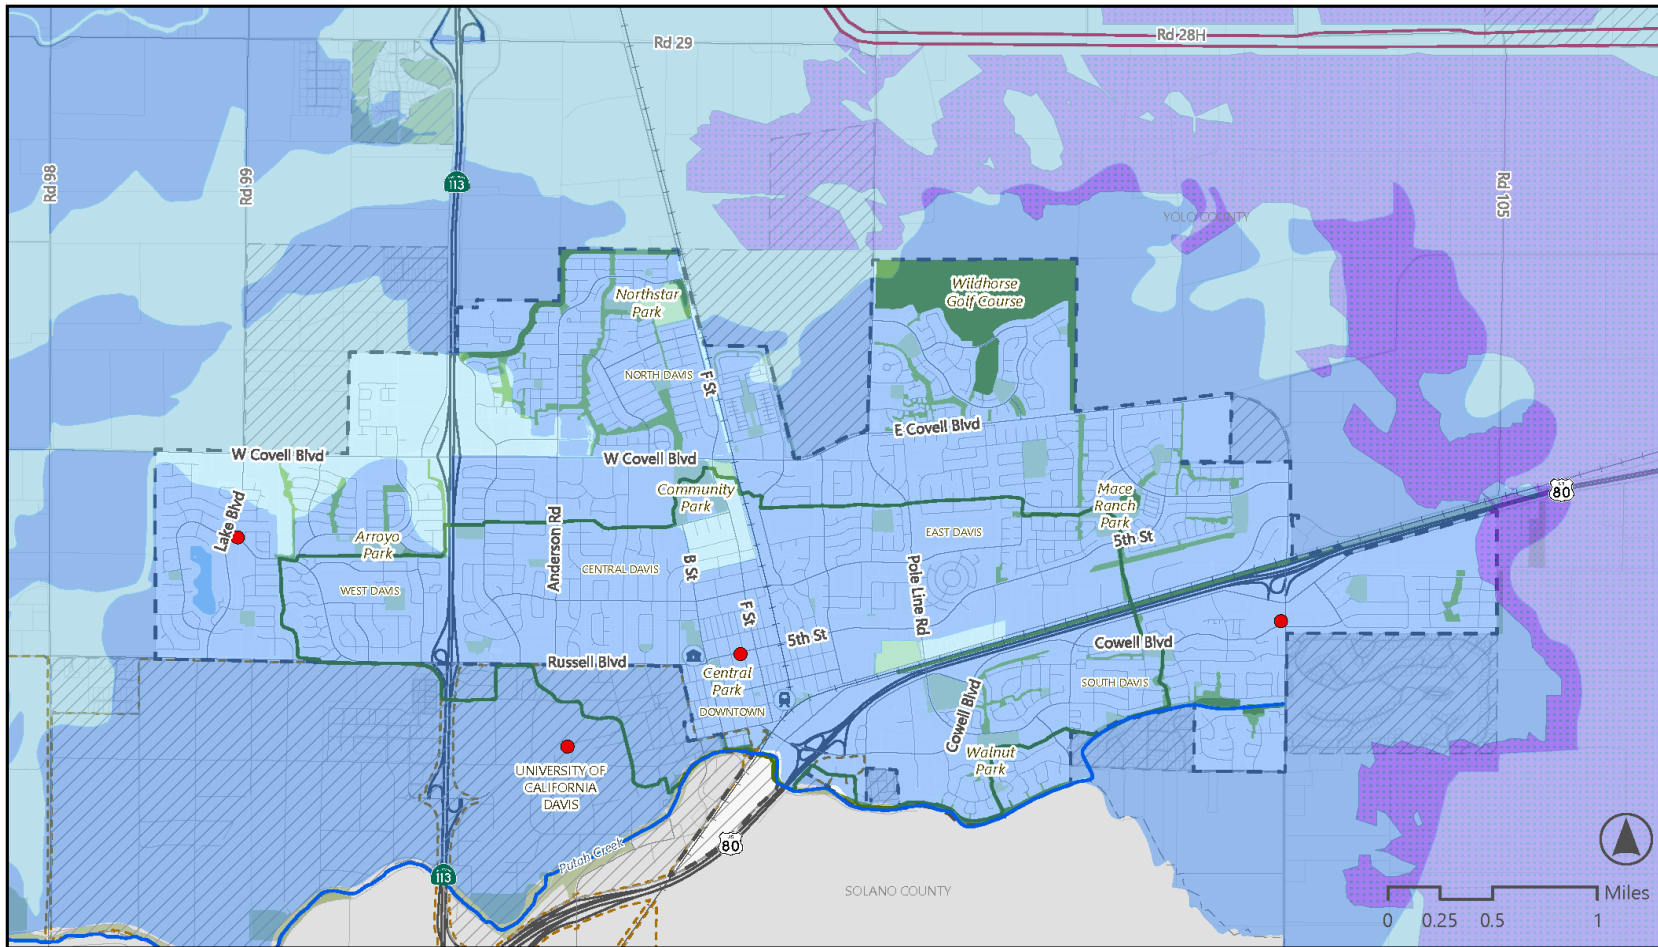 Rd 29
Rd 28H
Rd 98
Rd 99
113
Rd 105
YOLO COUNTY
Northstar
Park
Wildhorse
Golf Course
NORTH DAVIS
F St
E Covell Blvd
W Covell Blvd
W Covell Blvd
Community
Park
Mace
Ranch
Park
80
Lake Blvd
Arroyo
Park
Anderson Rd
CENTRAL DAVIS
B St
EAST DAVIS
5th St
WEST DAVIS
Pole Line Rd
F St
5th St
Cowell Blvd
Russell Blvd
Central
Park
DOWNTOWN
SOUTH DAVIS
Cowell Blvd
Walnut
Park
UNIVERSITY OF
CALIFORNIA
DAVIS
Putah Creek
80
113
SOLANO COUNTY
Miles
0 0.25 0.5 1